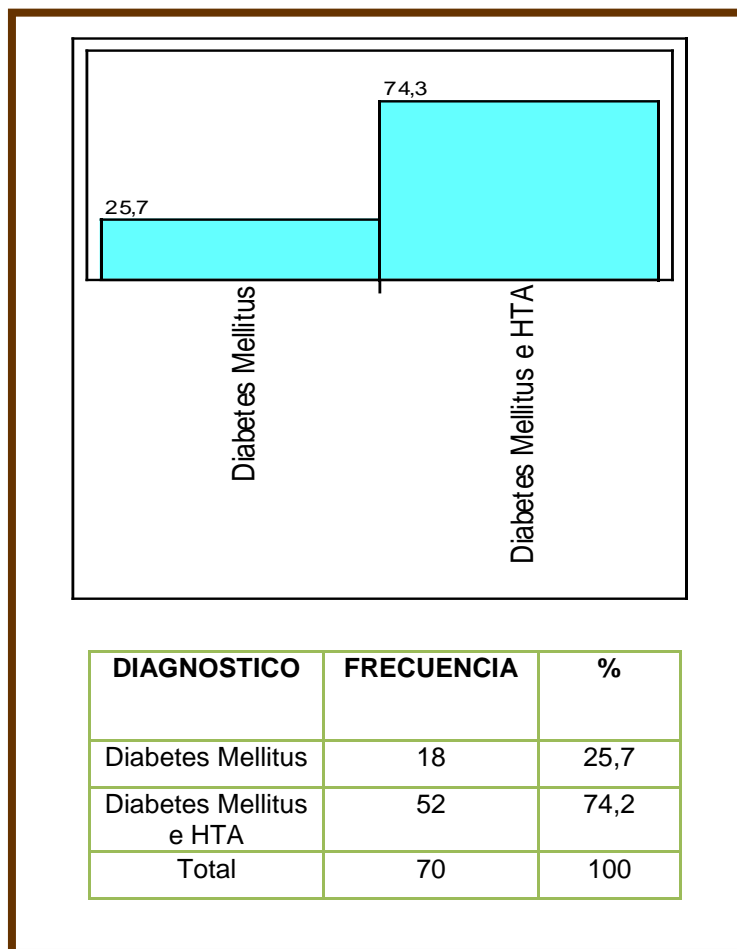 74,3
25,7
Diabetes Mellitus
Diabetes Mellitus e HTA
DIAGNOSTICO FRECUENCIA %
Diabetes Mellitus 18 25,7
Diabetes Mellitus 52 74,2
e HTA
Total 70 100